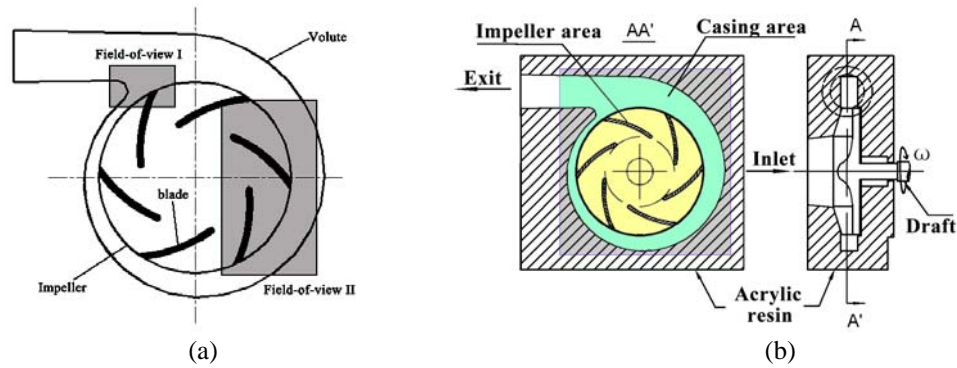 Volute
Field-of-view I
blade
Impeller
Field-of-view II
(a)
Impeller area
AA'
Casing area
A
Exit
Inlet
ω
Draft
Acrylic
resin
A'
(b)